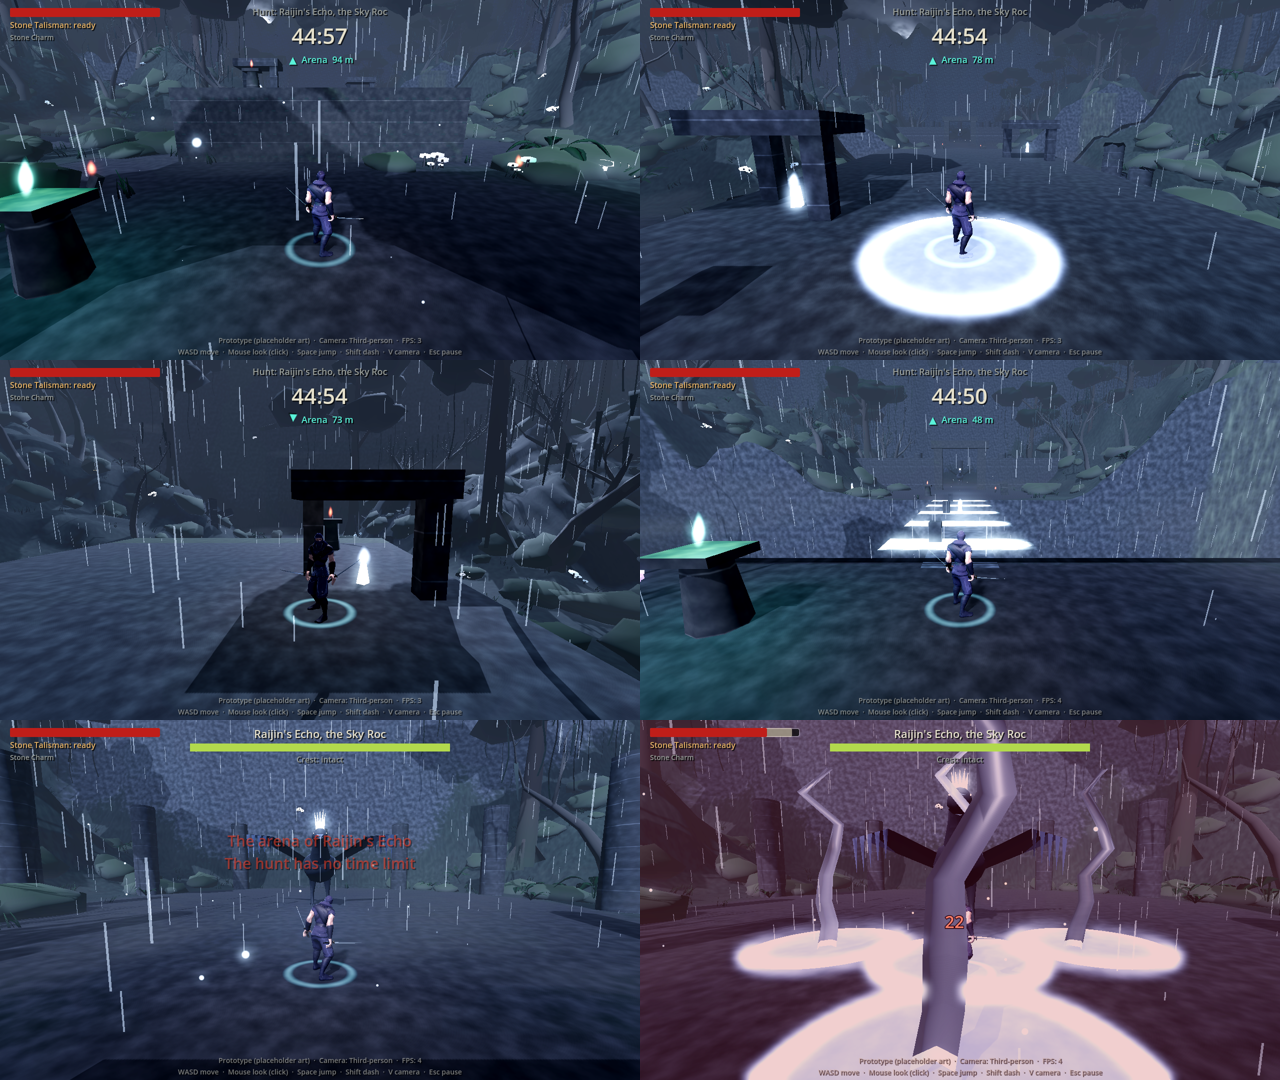 Hunt: Raijin's Echo, the Sky Roc
Stone Talisman: ready
Stone Charm
44:57
▲ Arena 94 m
Prototype (placeholder art) · Camera: Third-person · FPS: 3
WASD move · Mouse look (click) · Space jump · Shift dash · V camera · Esc pause
Hunt: Raijin's Echo, the Sky Roc
Stone Talisman: ready
Stone Charm
44:54
▲ Arena 78 m
Prototype (placeholder art) · Camera: Third-person · FPS: 3
WASD move · Mouse look (click) · Space jump · Shift dash · V camera · Esc pause
Hunt: Raijin's Echo, the Sky Roc
Stone Talisman: ready
Stone Charm
44:54
▼ Arena 73 m
Prototype (placeholder art) · Camera: Third-person · FPS: 3
WASD move · Mouse look (click) · Space jump · Shift dash · V camera · Esc pause
Hunt: Raijin's Echo, the Sky Roc
Stone Talisman: ready
Stone Charm
44:50
▲ Arena 48 m
Prototype (placeholder art) · Camera: Third-person · FPS: 4
WASD move · Mouse look (click) · Space jump · Shift dash · V camera · Esc pause
Raijin's Echo, the Sky Roc
Stone Talisman: ready
Stone Charm
Crest: intact
The arena of Raijin's Echo
The hunt has no time limit
Prototype (placeholder art) · Camera: Third-person · FPS: 4
WASD move · Mouse look (click) · Space jump · Shift dash · V camera · Esc pause
Raijin's Echo, the Sky Roc
Stone Talisman: ready
Stone Charm
Crest: intact
22
Prototype (placeholder art) · Camera: Third-person · FPS: 4
WASD move · Mouse look (click) · Space jump · Shift dash · V camera · Esc pause